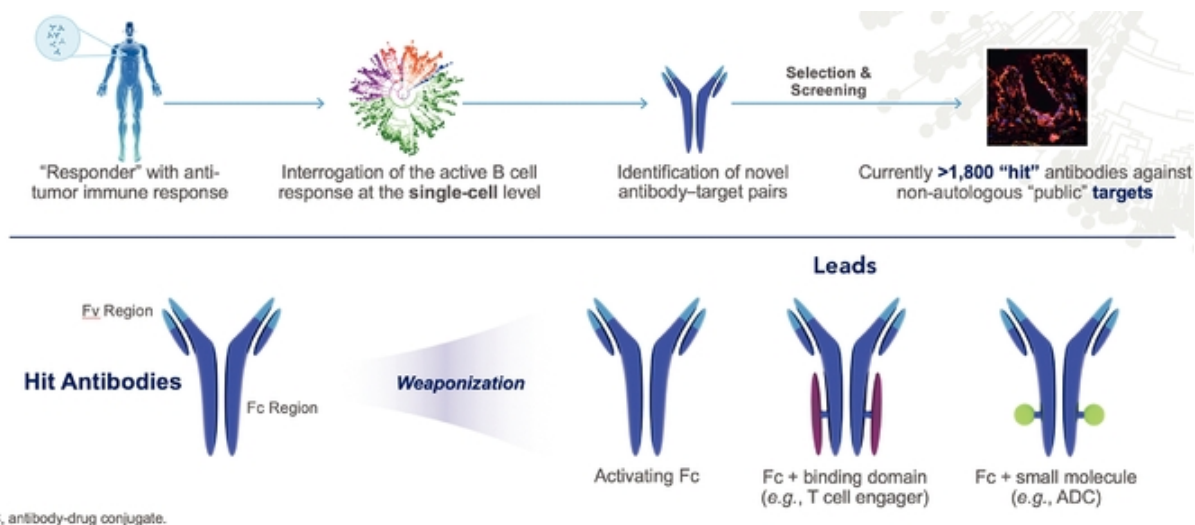 Selection &
Screening
"Responder" with anti-
tumor immune response
Interrogation of the active B cell
response at the single-cell level
Identification of novel
antibody–target pairs
Currently >1,800 "hit" antibodies against
non-autologous "public" targets
Leads
Fv Region
Hit Antibodies
Fc Region
Weaponization
Activating Fc
Fc + binding domain
(e.g., T cell engager)
Fc + small molecule
(e.g., ADC)
, antibody-drug conjugate.